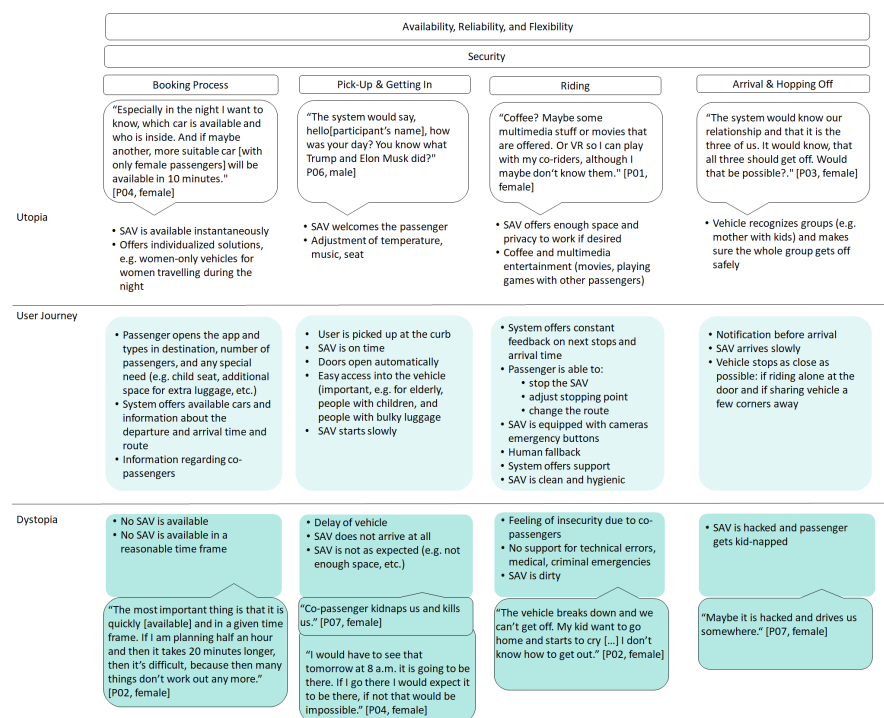 Availability, Reliability, and Flexibility
Security
Booking Process
Pick-Up & Getting In
Riding
Arrival & Hopping Off
Utopia
“Especially in the night I want to
know, which car is available and
who is inside. And if maybe
another, more suitable car [with
only female passengers] will be
available in 10 minutes."
[P04, female]
“The system would say,
hello[participant’s name], how
was your day? You know what
Trump and Elon Musk did?"
P06, male]
“Coffee? Maybe some
multimedia stuff or movies that
are offered. Or VR so I can play
with my co-riders, although I
maybe don’t know them." [P01,
female]
“The system would know our
relationship and that it is the
three of us. It would know, that
all three should get off. Would
that be possible?." [P03, female]
• SAV is available instantaneously
• Offers individualized solutions,
e.g. women-only vehicles for
women travelling during the
night
• SAV welcomes the passenger
• Adjustment of temperature,
music, seat
• SAV offers enough space and
privacy to work if desired
• Coffee and multimedia
entertainment (movies, playing
games with other passengers)
• Vehicle recognizes groups (e.g.
mother with kids) and makes
sure the whole group gets off
safely
User Journey
• Passenger opens the app and
types in destination, number of
passengers, and any special
need (e.g. child seat, additional
space for extra luggage, etc.)
• System offers available cars and
information about the
departure and arrival time and
route
• Information regarding co-
passengers
• User is picked up at the curb
• SAV is on time
• Doors open automatically
• Easy access into the vehicle
(important, e.g. for elderly,
people with children, and
people with bulky luggage
• SAV starts slowly
• System offers constant
feedback on next stops and
arrival time
• Passenger is able to:
• stop the SAV
• adjust stopping point
• change the route
• SAV is equipped with cameras
emergency buttons
• Human fallback
• System offers support
• SAV is clean and hygienic
• Notification before arrival
• SAV arrives slowly
• Vehicle stops as close as
possible: if riding alone at the
door and if sharing vehicle a
few corners away
Dystopia
• No SAV is available
• No SAV is available in a
reasonable time frame
• Delay of vehicle
• SAV does not arrive at all
• SAV is not as expected (e.g. not
enough space, etc.)
• Feeling of insecurity due to co-
passengers
• No support for technical errors,
medical, criminal emergencies
• SAV is dirty
• SAV is hacked and passenger
gets kid-napped
“The most important thing is that it is
quickly [available] and in a given time
frame. If I am planning half an hour
and then it takes 20 minutes longer,
then it’s difficult, because then many
things don’t work out any more.”
[P02, female]
“Co-passenger kidnaps us and kills
us.” [P07, female]
“I would have to see that
tomorrow at 8 a.m. it is going to be
there. If I go there I would expect it
to be there, if not that would be
impossible.” [P04, female]
“The vehicle breaks down and we
can’t get off. My kid want to go
home and starts to cry […] I don’t
know how to get out.” [P02, female]
“Maybe it is hacked and drives us
somewhere.” [P07, female]